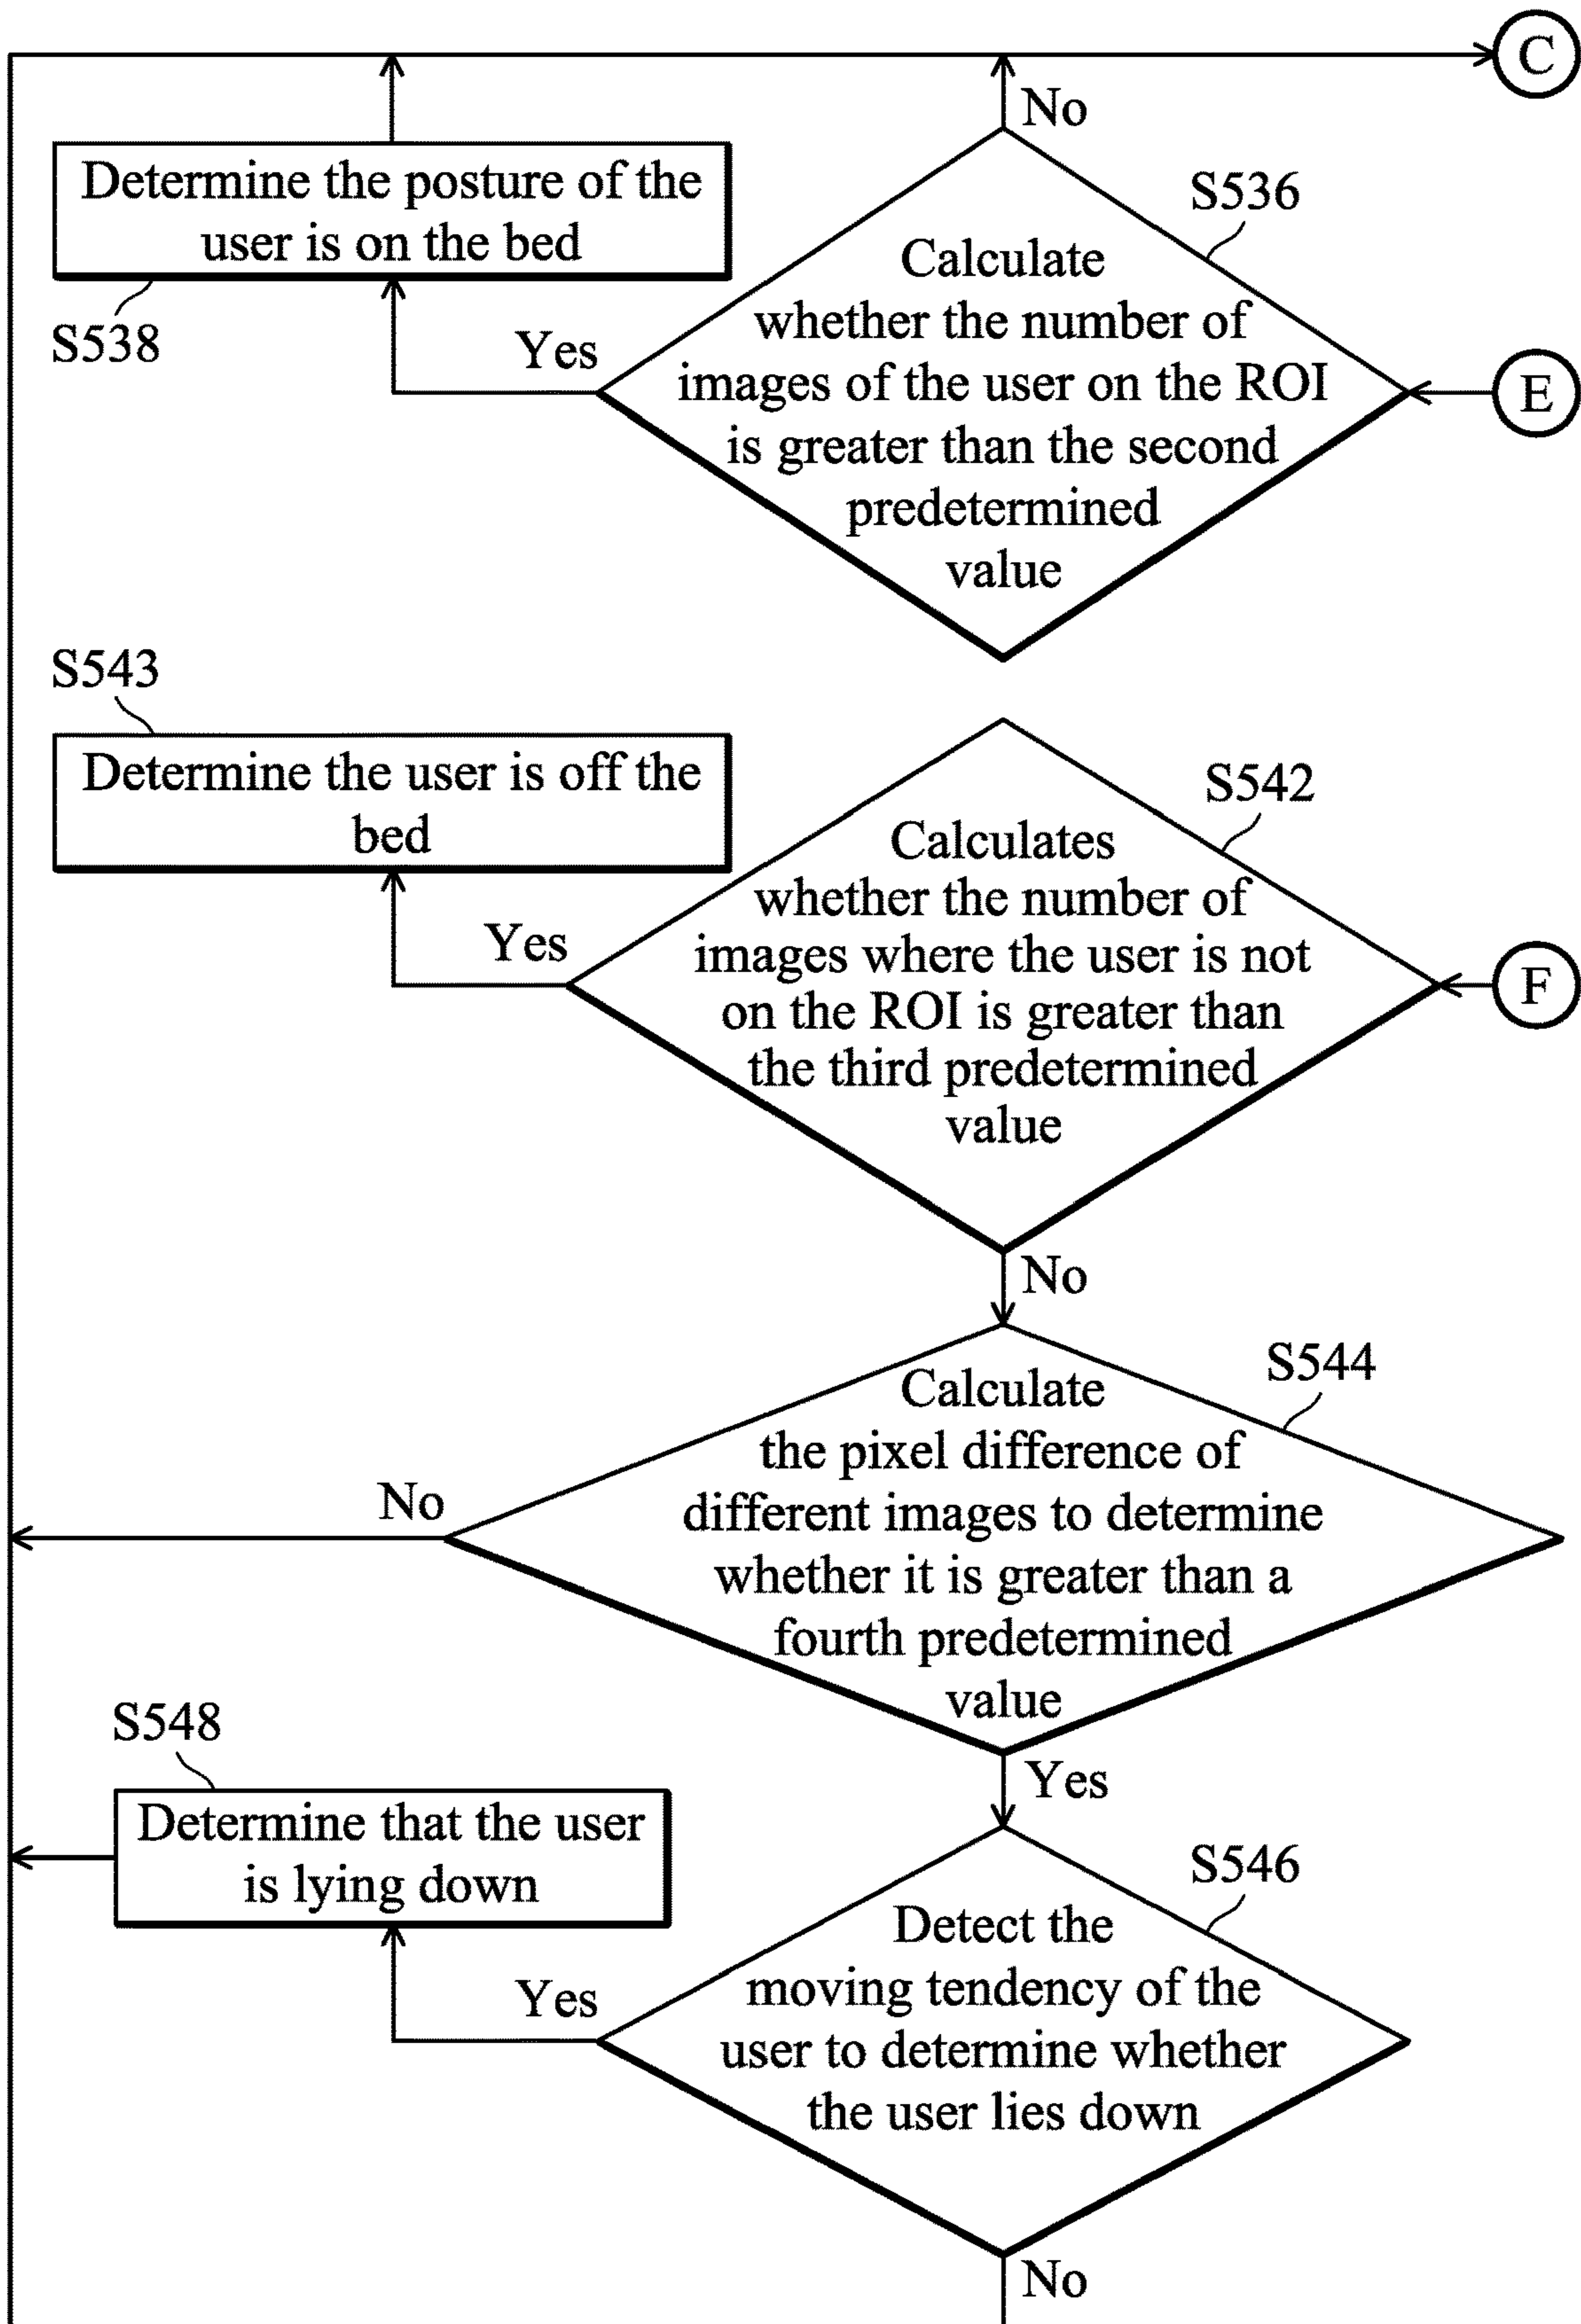 C
No
Determine the posture of the
user is on the bed
S538
Yes
S536
Calculate
whether the number of
images of the user on the ROI
is greater than the second
predetermined
value
E
S543
Determine the user is off the
bed
Yes
S542
Calculates
whether the number of
images where the user is not
on the ROI is greater than
the third predetermined
value
F
No
S544
Calculate
the pixel difference of
different images to determine
whether it is greater than a
fourth predetermined
value
No
Yes
S548
Determine that the user
is lying down
Yes
S546
Detect the
moving tendency of the
user to determine whether
the user lies down
No